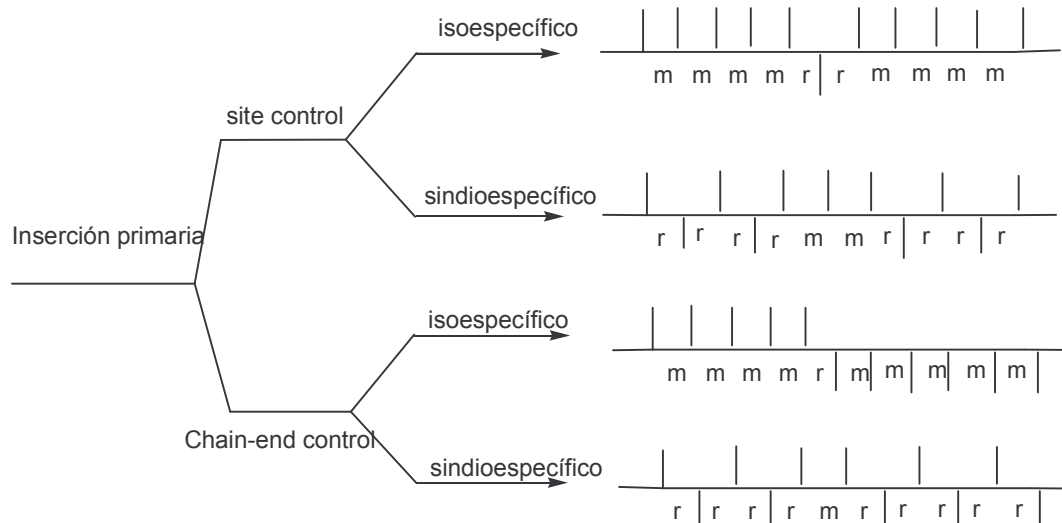 isoespecífico
m m m m r r m m m m
site control
sindioespecífico
r r r r m m r r r r
Inserción primaria
isoespecífico
m m m m r m m m m m
Chain-end control
sindioespecífico
r r r r m r r r r r